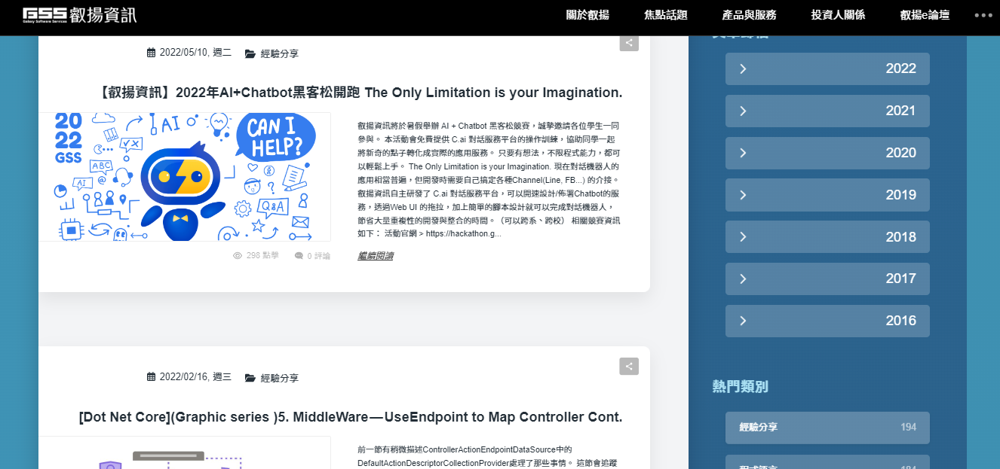 GSS 叡揚資訊
Galaxy Software Services
關於叡揚 焦點話題 產品與服務 投資人關係 叡揚e論壇
2022/05/10, 週二 經驗分享
【叡揚資訊】2022年AI+Chatbot黑客松開跑 The Only Limitation is your Imagination.
20
22
GSS
AI
CAN I
HELP?
ABC
AI
Q&A
叡揚資訊將於暑假舉辦 AI + Chatbot 黑客松競賽，誠摯邀請各位學生一同
參與。 本活動會免費提供 C.ai 對話服務平台的操作訓練，協助同學一起
將新奇的點子轉化成實際的應用服務。 只要有想法，不限程式能力，都可
以輕鬆上手。 The Only Limitation is your Imagination. 現在對話機器人的
應用相當普遍，但開發時需要自己搞定各種Channel(Line, FB...) 的介接。
叡揚資訊自主研發了 C.ai 對話服務平台，可以開速設計/佈署Chatbot的服
務，透過Web UI 的拖拉，加上簡單的腳本設計就可以完成對話機器人，
節省大量重複性的開發與整合的時間。（可以跨系、跨校） 相關競賽資訊
如下： 活動官網 > https://hackathon.g...
298 點擊 0 評論
繼續閱讀
2022/02/16, 週三 經驗分享
[Dot Net Core](Graphic series )5. MiddleWare — UseEndpoint to Map Controller Cont.
前一節有稍微描述ControllerActionEndpointDataSource中的
DefaultActionDescriptorCollectionProvider處理了那些事情。 這節會追蹤
2022
2021
2020
2019
2018
2017
2016
熱門類別
經驗分享 194